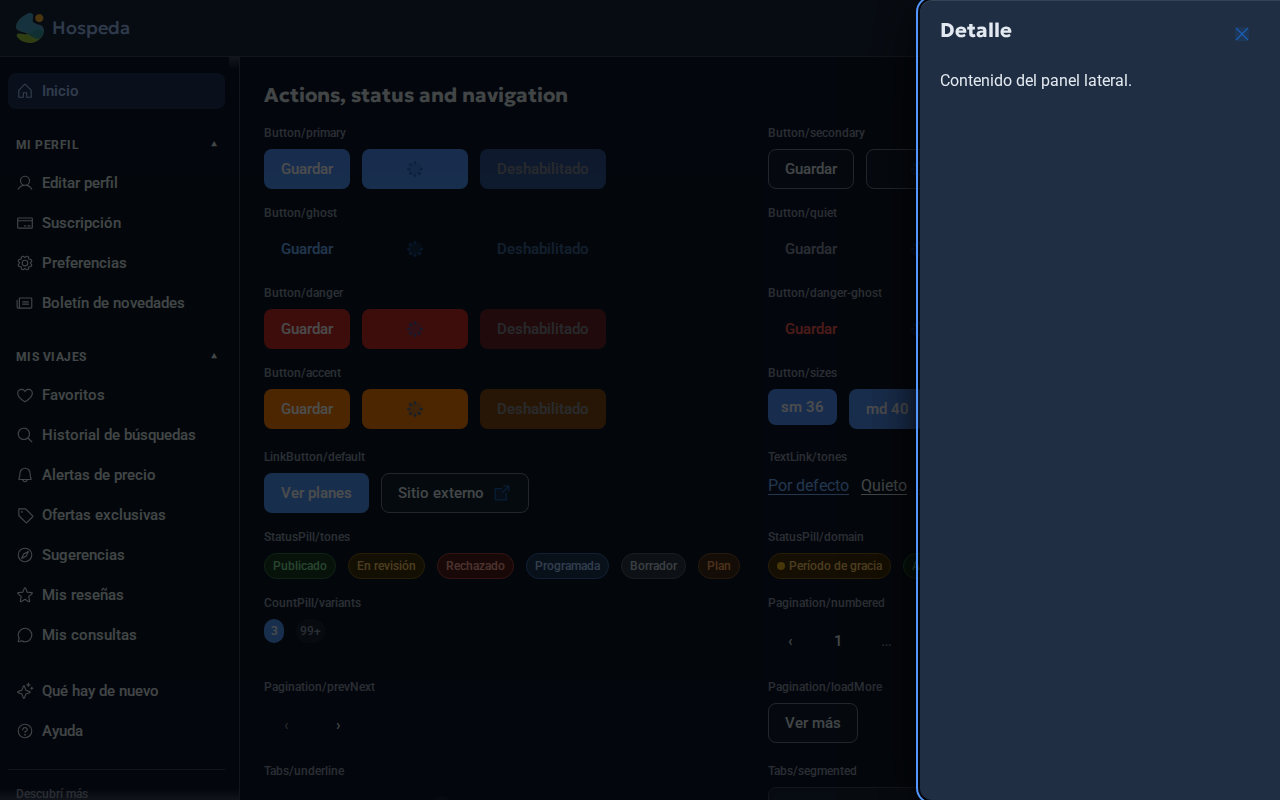 Hospeda
Inicio
MI PERFIL
Editar perfil
Suscripción
Preferencias
Boletín de novedades
MIS VIAJES
Favoritos
Historial de búsquedas
Alertas de precio
Ofertas exclusivas
Sugerencias
Mis reseñas
Mis consultas
Qué hay de nuevo
Ayuda
Descubrí más
Actions, status and navigation
Button/primary
Guardar
Deshabilitado
Button/secondary
Guardar
Button/ghost
Guardar
Deshabilitado
Button/quiet
Guardar
Button/danger
Guardar
Deshabilitado
Button/danger-ghost
Guardar
Button/accent
Guardar
Deshabilitado
Button/sizes
sm 36
md 40
LinkButton/default
Ver planes
Sitio externo
TextLink/tones
Por defecto Quieto
StatusPill/tones
Publicado
En revisión
Rechazado
Programada
Borrador
Plan
StatusPill/domain
Período de gracia
CountPill/variants
3
99+
Pagination/numbered
‹ 1 …
Pagination/prevNext
‹ ›
Pagination/loadMore
Ver más
Tabs/underline
Tabs/segmented
Detalle
Contenido del panel lateral.